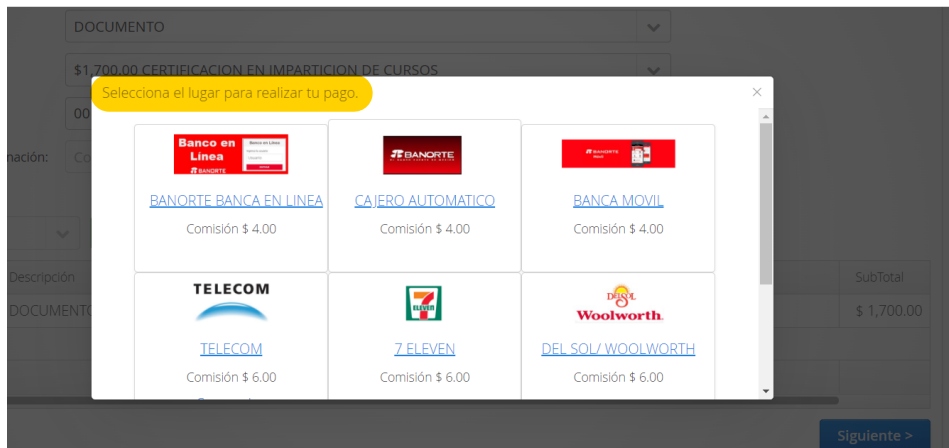 DOCUMENTO
$1,700.00 CERTIFICACION EN IMPARTICION DE CURSOS
Selecciona el lugar para realizar tu pago.
×
00
nación:
Co
Banco en Línea
Banco en
Línea
BANORTE
BANORTE
BANORTE
BANORTE BANCA EN LINEA
CAJERO AUTOMATICO
BANCA MOVIL
Comisión $ 4.00
Comisión $ 4.00
Comisión $ 4.00
Descripción
SubTotal
DOCUMENTO
$ 1,700.00
TELECOM
ELEVEN
DELSOL
Woolworth
TELECOM
7 ELEVEN
DEL SOL/ WOOLWORTH
Comisión $ 6.00
Comisión $ 6.00
Comisión $ 6.00
Siguiente >